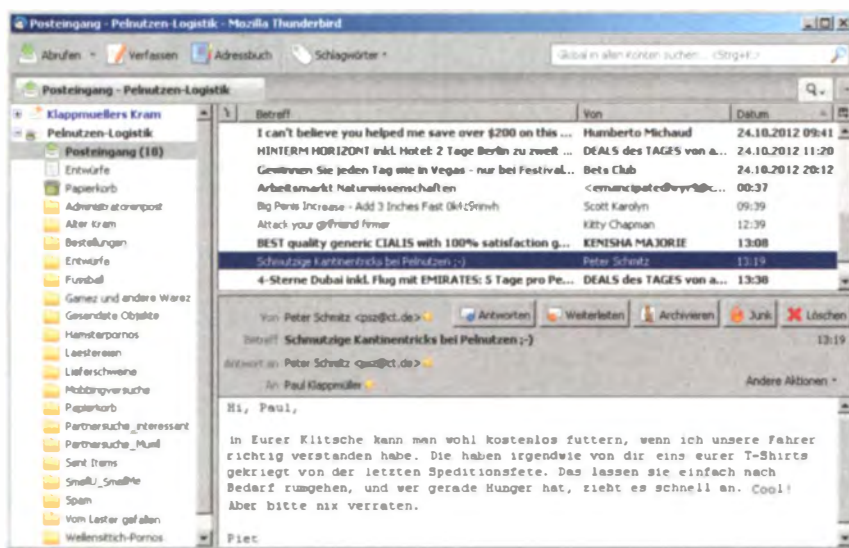 Posteingang - Pelnutzen-Logistik - Mozilla Thunderbird
Abrufen Verfassen Adressbuch Schlagwörter Global in allen Konten suchen... <Strg+K>
Posteingang - Pelnutzen-Logistik
Klappmuellers Kram
Pelnutzen-Logistik
Posteingang (18)
Entwürfe
Papierkorb
Administratorenpost
Alter Kram
Bestellungen
Entwürfe
Fussball
Gamez und andere Warez
Gesendete Objekte
Hamsterpornos
Laestereien
Lieferschweine
Mobbingversuche
Papierkorb
Partnersuche_interessant
Partnersuche_Muell
Sent Items
SmallU_SmallMe
Spam
Vom Laster gefallen
Wellensittich-Pornos
Betreff Von Datum
I can't believe you helped me save over $200 on this ... Humberto Michaud 24.10.2012 09:41
HINTERM HORIZONT inkl. Hotel: 2 Tage Berlin zu zweit ... DEALS des TAGES von a... 24.10.2012 11:20
Gewinnen Sie jeden Tag wie in Vegas - nur bei Festival... Bets Club 24.10.2012 20:12
Arbeitsmarkt Naturwissenschaften 00:37
Big Penis Increase - Add 3 Inches Fast Scott Karolyn 09:39
Attack your girlfriend firmer Kitty Chapman 12:39
BEST quality generic CIALIS with 100% satisfaction g... KENISHA MAJORIE 13:08
Schmutzige Kantinentricks bei Pelnutzen ;-) Peter Schmitz 13:19
4-Sterne Dubai inkl. Flug mit EMIRATES: 5 Tage pro Pe... DEALS des TAGES von a... 13:38
Von Peter Schmitz <psz@ct.de> Antworten Weiterleiten Archivieren Junk Löschen
Betreff Schmutzige Kantinentricks bei Pelnutzen ;-) 13:19
Antwort an Peter Schmitz <psz@ct.de>
An Paul Klappmüller Andere Aktionen
Hi, Paul,
in Eurer Klitsche kann man wohl kostenlos futtern, wenn ich unsere Fahrer
richtig verstanden habe. Die haben irgendwie von dir eins eurer T-Shirts
gekriegt von der letzten Speditionsfete. Das lassen sie einfach nach
Bedarf rumgehen, und wer gerade Hunger hat, zieht es schnell an. Cool!
Aber bitte nix verraten.
Piet